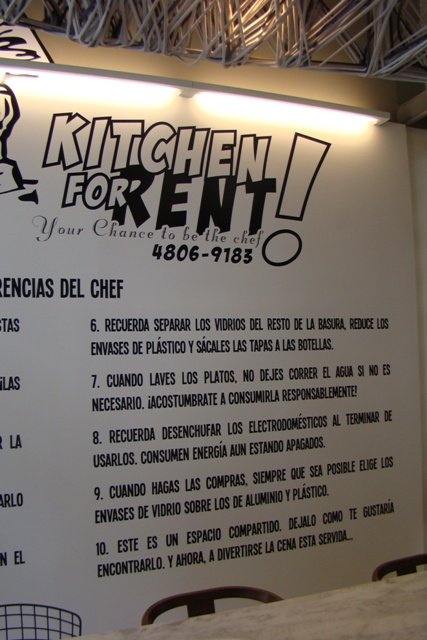 KITCHEN
FOR RENT!
Your Chance to be the chef
4806-9183
RENCIAS DEL CHEF
STAS
6. RECUERDA SEPARAR LOS VIDRIOS DEL RESTO DE LA BASURA, REDUCE LOS
ENVASES DE PLÁSTICO Y SÁCALES LAS TAPAS A LAS BOTELLAS.
¡LAS
7. CUANDO LAVES LOS PLATOS, NO DEJES CORRER EL AGUA SI NO ES
NECESARIO. ¡ACOSTUMBRATE A CONSUMIRLA RESPONSABLEMENTE!
R LA
8. RECUERDA DESENCHUFAR LOS ELECTRODOMÉSTICOS AL TERMINAR DE
USARLOS. CONSUMEN ENERGÍA AUN ESTANDO APAGADOS.
ARLO
9. CUANDO HAGAS LAS COMPRAS, SIEMPRE QUE SEA POSIBLE ELIGE LOS
ENVASES DE VIDRIO SOBRE LOS DE ALUMINIO Y PLÁSTICO.
N EL
10. ESTE ES UN ESPACIO COMPARTIDO. DEJALO COMO TE GUSTARÍA
ENCONTRARLO. Y AHORA, A DIVERTIRSE LA CENA ESTA SERVIDA...